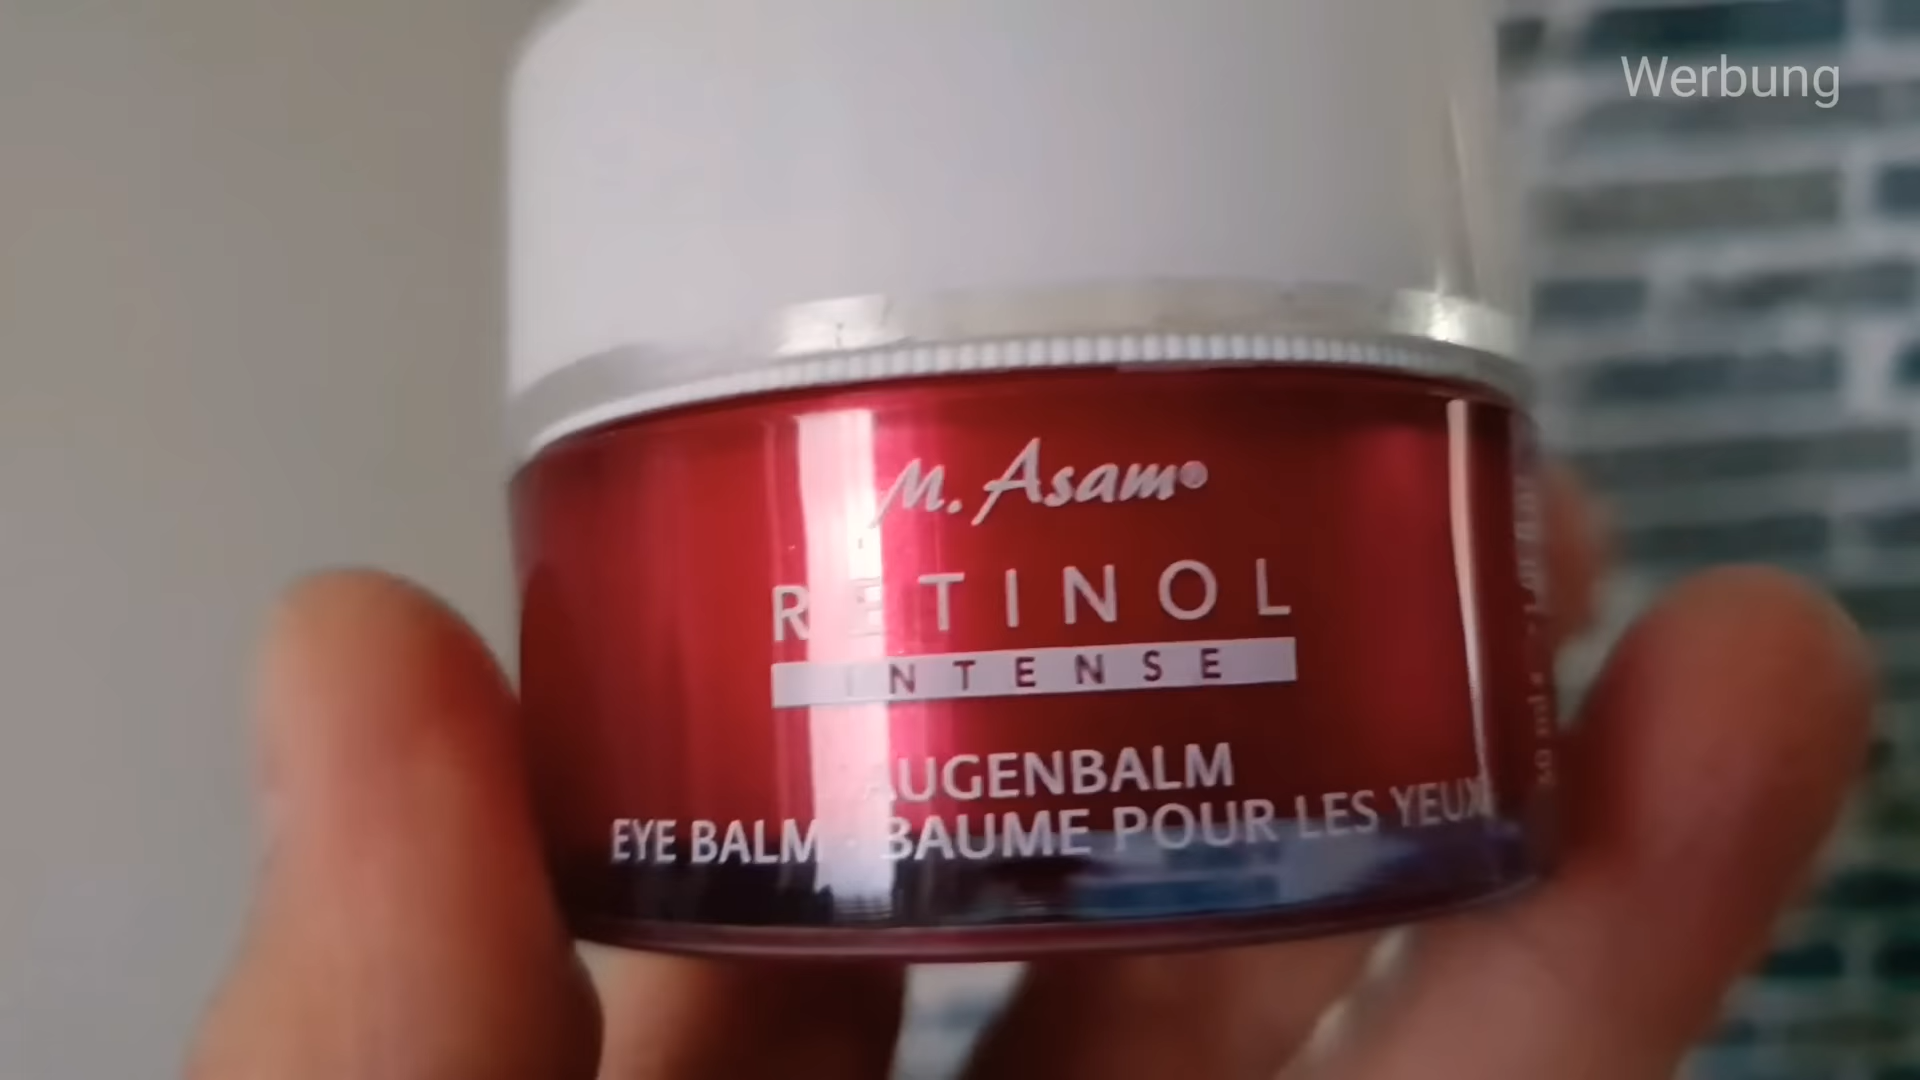 Werbung
M. Asam®
RETINOL
INTENSE
AUGENBALM
EYE BALM · BAUME POUR LES YEUX